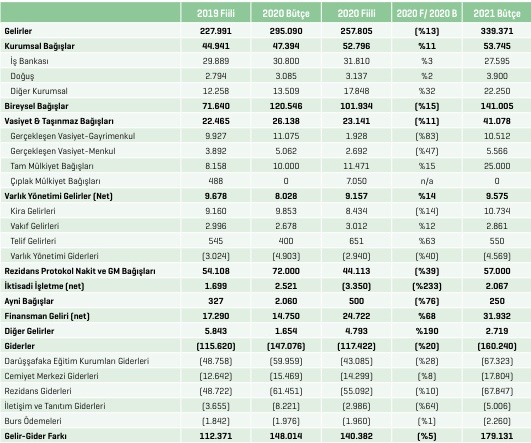 2019 Fiili 2020 Bütçe 2020 Fiili 2020 F/ 2020 B 2021 Bütçe
Gelirler 227.991 295.090 257.805 (%13) 339.371
Kurumsal Bağışlar 44.941 47.394 52.796 %11 53.745
İş Bankası 29.889 30.800 31.810 %3 27.595
Doğuş 2.794 3.085 3.137 %2 3.900
Diğer Kurumsal 12.258 13.509 17.848 %32 22.250
Bireysel Bağışlar 71.640 120.546 101.934 (%15) 141.005
Vasiyet & Taşınmaz Bağışları 22.465 26.138 23.141 (%11) 41.078
Gerçekleşen Vasiyet-Gayrimenkul 9.927 11.075 1.928 (%83) 10.512
Gerçekleşen Vasiyet-Menkul 3.892 5.062 2.692 (%47) 5.566
Tam Mülkiyet Bağışları 8.158 10.000 11.471 %15 25.000
Çıplak Mülkiyet Bağışları 488 0 7.050 n/a 0
Varlık Yönetimi Gelirler (Net) 9.678 8.028 9.157 %14 9.575
Kira Gelirleri 9.160 9.853 8.434 (%14) 10.734
Vakıf Gelirleri 2.996 2.678 3.012 %12 2.861
Telif Gelirleri 545 400 651 %63 550
Varlık Yönetimi Giderleri (3.024) (4.903) (2.940) (%40) (4.569)
Rezidans Protokol Nakit ve GM Bağışları 54.108 72.000 44.113 (%39) 57.000
İktisadi İşletme (net) 1.699 2.521 (3.350) (%233) 2.067
Ayni Bağışlar 327 2.060 500 (%76) 250
Finansman Geliri (net) 17.290 14.750 24.722 %68 31.932
Diğer Gelirler 5.843 1.654 4.793 %190 2.719
Giderler (115.620) (147.076) (117.422) (%20) (160.240)
Darüşşafaka Eğitim Kurumları Giderleri (48.758) (59.959) (43.085) (%28) (67.323)
Cemiyet Merkezi Giderleri (12.642) (15.469) (14.299) (%8) (17.804)
Rezidans Giderleri (48.722) (61.451) (55.092) (%10) (67.847)
İletişim ve Tanıtım Giderleri (3.655) (8.221) (2.986) (%64) (5.006)
Burs Ödemeleri (1.842) (1.976) (1.960) (%1) (2.260)
Gelir-Gider Farkı 112.371 148.014 140.382 (%5) 179.131